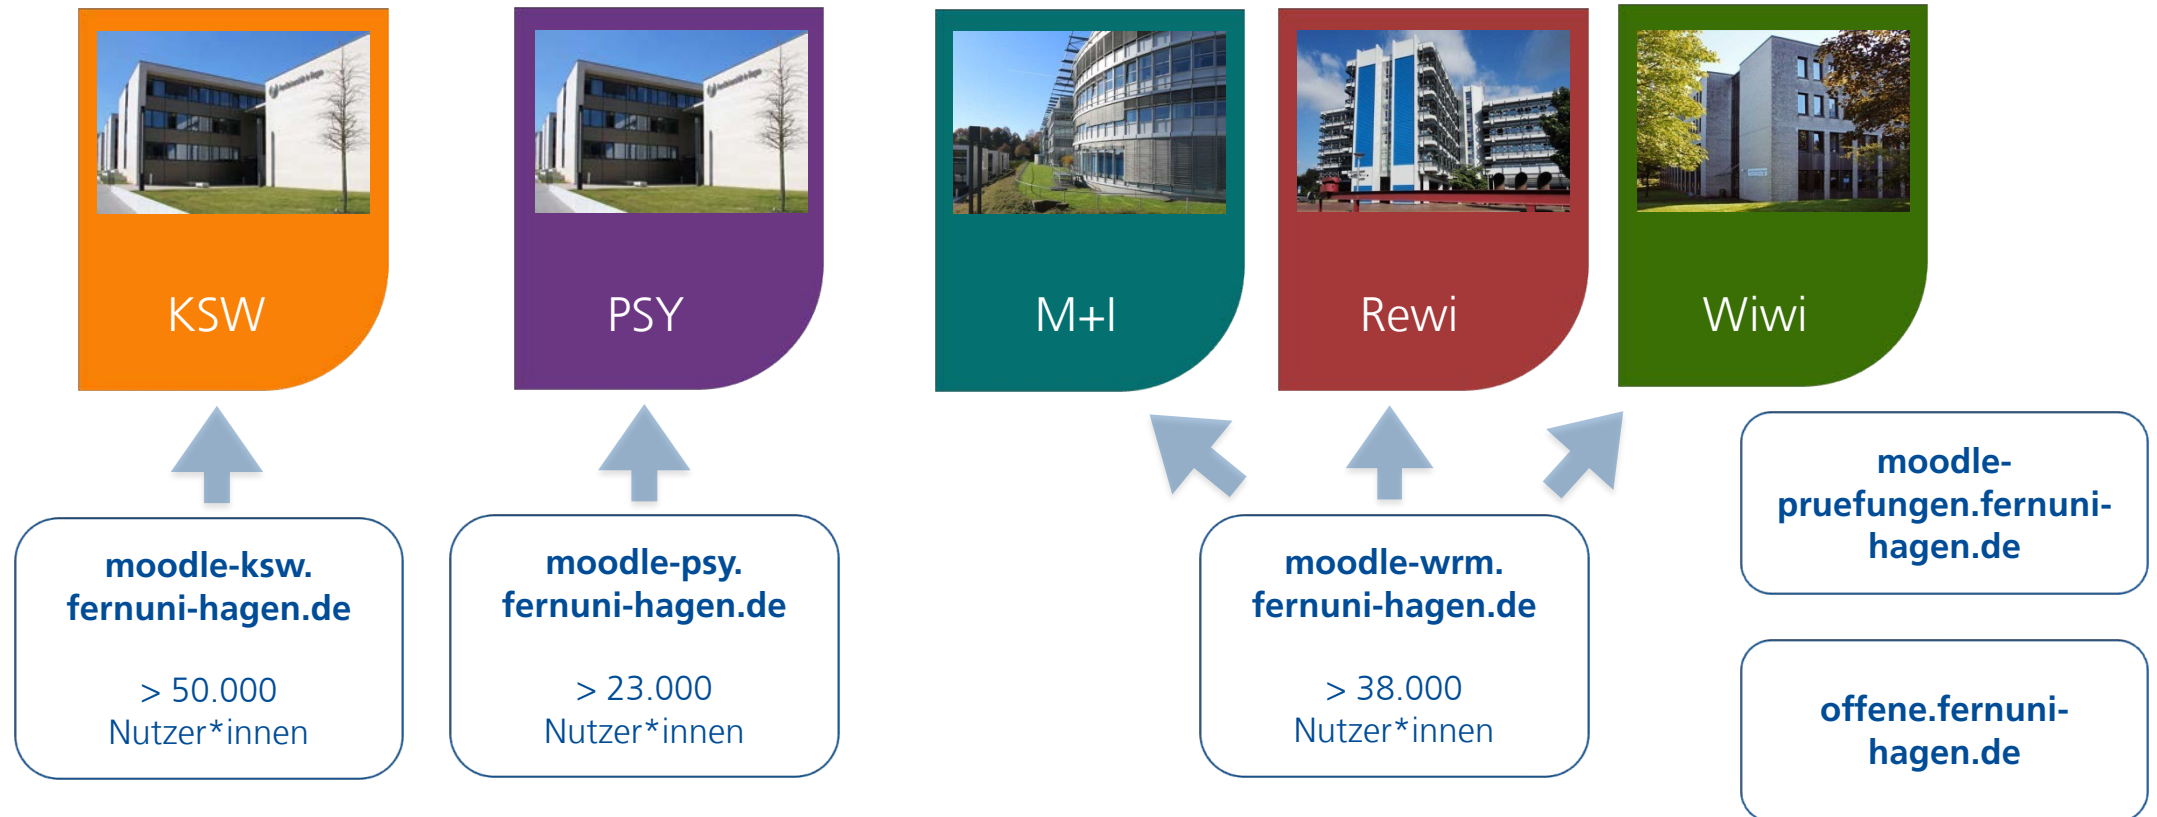 KSW
PSY
M+I
Rewi
Wiwi
moodle-ksw.
fernuni-hagen.de
> 50.000
Nutzer*innen
moodle-psy.
fernuni-hagen.de
> 23.000
Nutzer*innen
moodle-wrm.
fernuni-hagen.de
> 38.000
Nutzer*innen
moodle-
pruefungen.fernuni-
hagen.de
offene.fernuni-
hagen.de